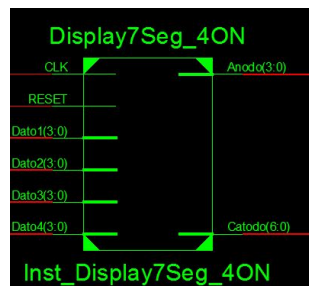 Display7Seg_4ON
CLK
Anodo(3:0)
RESET
Dato1(3:0)
Dato2(3:0)
Dato3(3:0)
Dato4(3:0)
Catodo(6:0)
Inst_Display7Seg_4ON